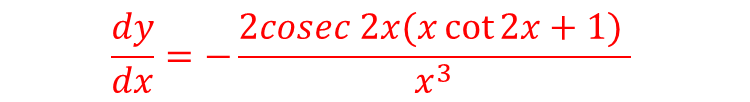 dy/dx = − 2cosec 2x(x cot 2x + 1)/x³